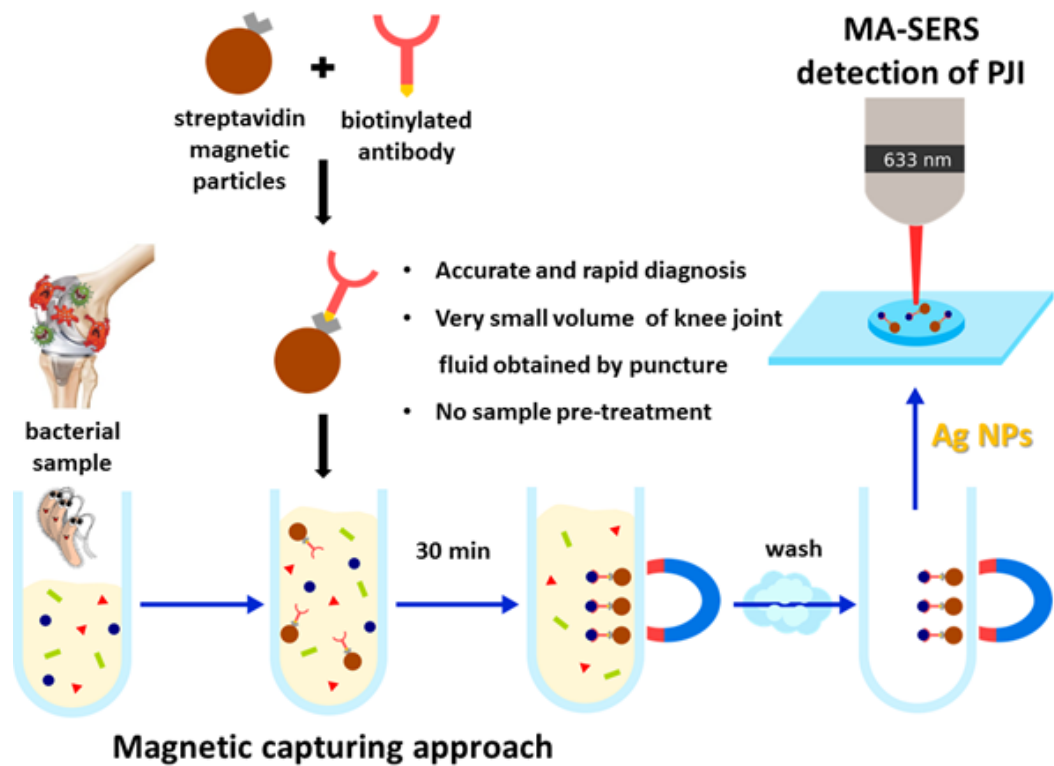 MA-SERS
detection of PJI
633 nm
streptavidin
magnetic
particles
biotinylated
antibody
• Accurate and rapid diagnosis
• Very small volume of knee joint
fluid obtained by puncture
• No sample pre-treatment
bacterial
sample
Ag NPs
30 min
wash
Magnetic capturing approach